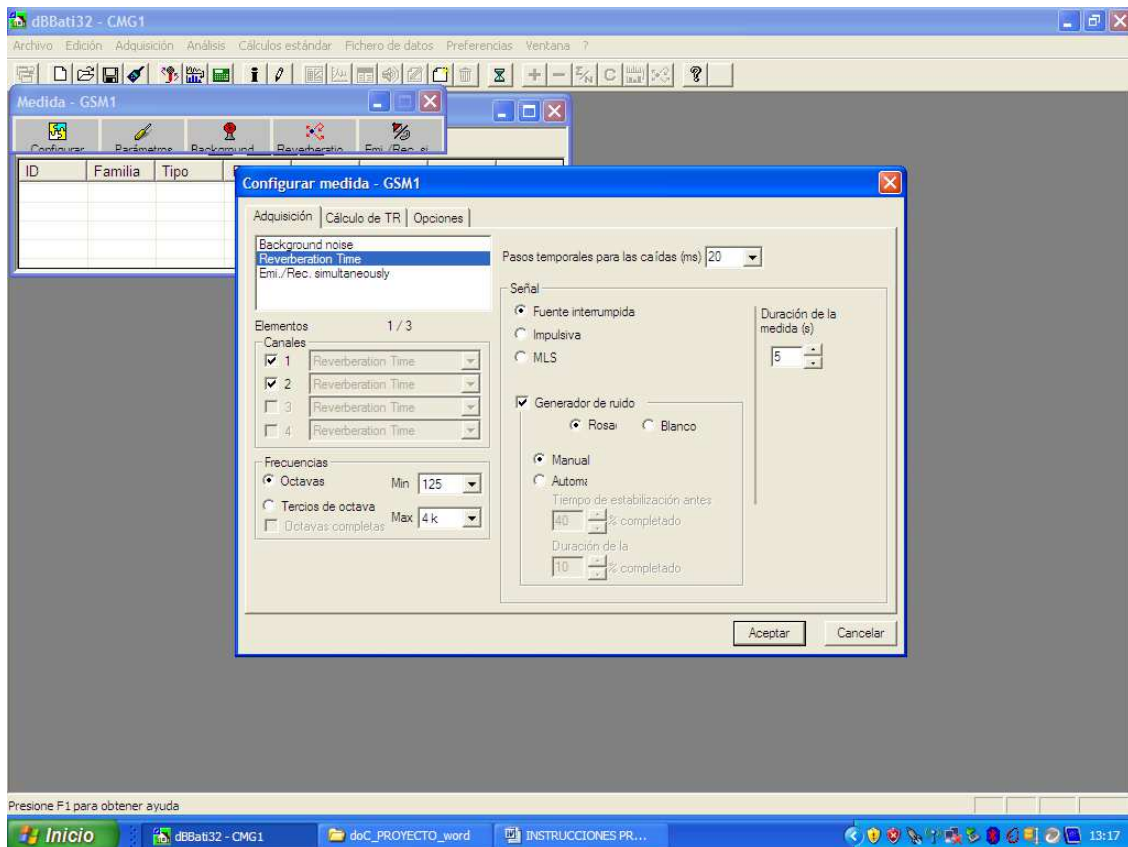 dBBati32 - CMG1
Archivo Edición Adquisición Análisis Cálculos estándar Fichero de datos Preferencias Ventana ?
Medida - GSM1
Configurar Parámetros Background Reverberatio Emi./Rec. si
ID Familia Tipo
Configurar medida - GSM1
Adquisición Cálculo de TR Opciones
Background noise
Reverberation Time
Emi./Rec. simultaneously
Elementos 1 / 3
Canales
1 Reverberation Time
2 Reverberation Time
3 Reverberation Time
4 Reverberation Time
Frecuencias
Octavas Min 125
Tercios de octava
Octavas completas Max 4 k
Pasos temporales para las caídas (ms) 20
Señal
Fuente interrumpida
Impulsiva
MLS
Duración de la
medida (s)
5
Generador de ruido
Rosa Blanco
Manual
Automa
Tiempo de estabilización antes
40 % completado
Duración de la
10 % completado
Aceptar Cancelar
Presione F1 para obtener ayuda
Inicio dBBati32 - CMG1 doC_PROYECTO_word INSTRUCCIONES PR... 13:17